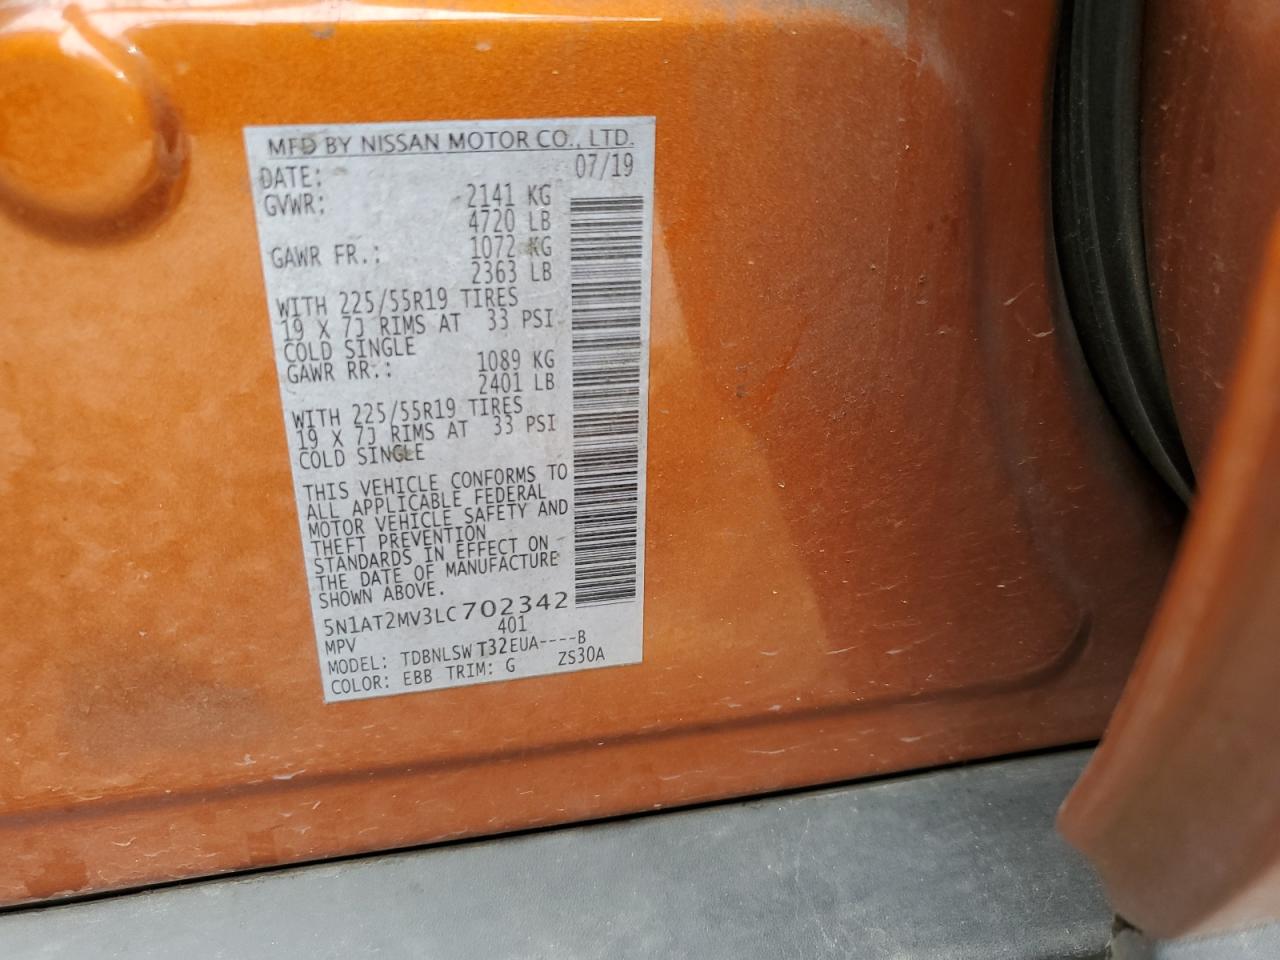 MFD BY NISSAN MOTOR CO., LTD.
DATE: 07/19
GVWR: 2141 KG
4720 LB
GAWR FR.: 1072 KG
2363 LB
WITH 225/55R19 TIRES
19 X 7J RIMS AT 33 PSI
COLD SINGLE
GAWR RR.: 1089 KG
2401 LB
WITH 225/55R19 TIRES
19 X 7J RIMS AT 33 PSI
COLD SINGLE
THIS VEHICLE CONFORMS TO
ALL APPLICABLE FEDERAL
MOTOR VEHICLE SAFETY AND
THEFT PREVENTION
STANDARDS IN EFFECT ON
THE DATE OF MANUFACTURE
SHOWN ABOVE.
5N1AT2MV3LC702342
MPV 401
MODEL: TDBNLSW T32EUA----B
COLOR: EBB TRIM: G ZS30A